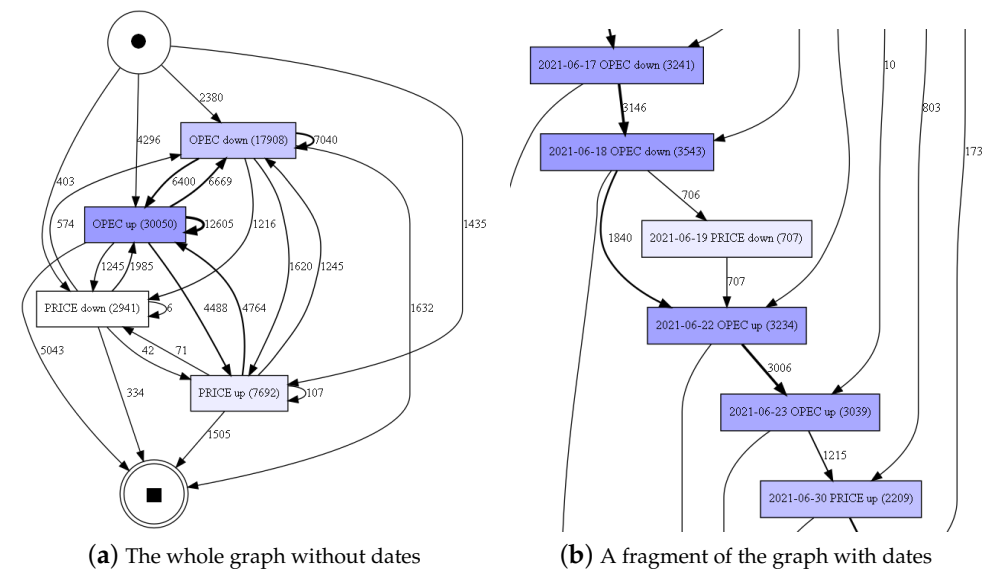 2380
4296
403
OPEC down (17908)
7040
6400
6669
574
OPEC up (30050)
12605
1216
1435
1245
1985
1620
1245
PRICE down (2941)
6
4488
4764
1632
5043
42
71
334
PRICE up (7692)
107
1505
(a) The whole graph without dates
2021-06-17 OPEC down (3241)
10
3146
803
2021-06-18 OPEC down (3543)
173
706
1840
2021-06-19 PRICE down (707)
707
2021-06-22 OPEC up (3234)
3006
2021-06-23 OPEC up (3039)
1215
2021-06-30 PRICE up (2209)
(b) A fragment of the graph with dates